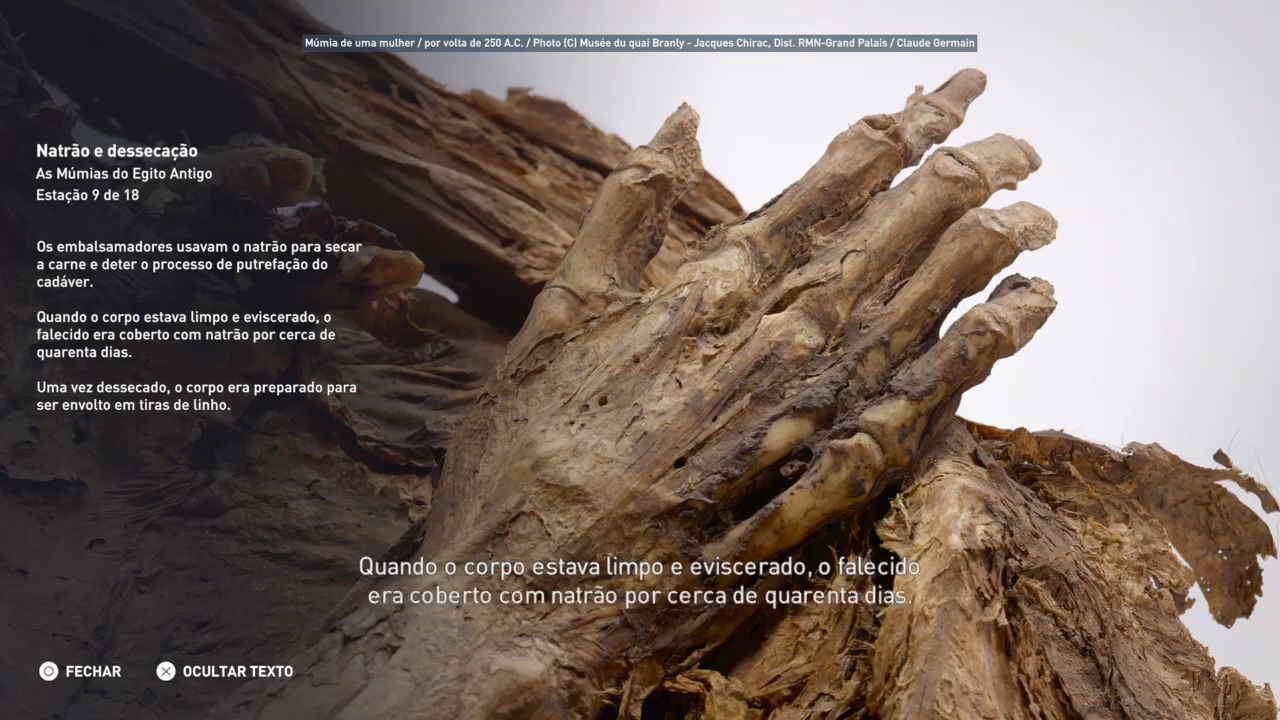 Múmia de uma mulher / por volta de 250 A.C. / Photo (C) Musée du quai Branly - Jacques Chirac, Dist. RMN-Grand Palais / Claude Germain
Natrão e dessecação
As Múmias do Egito Antigo
Estação 9 de 18
Os embalsamadores usavam o natrão para secar
a carne e deter o processo de putrefação do
cadáver.
Quando o corpo estava limpo e eviscerado, o
falecido era coberto com natrão por cerca de
quarenta dias.
Uma vez dessecado, o corpo era preparado para
ser envolto em tiras de linho.
Quando o corpo estava limpo e eviscerado, o falecido
era coberto com natrão por cerca de quarenta dias.
FECHAR
OCULTAR TEXTO